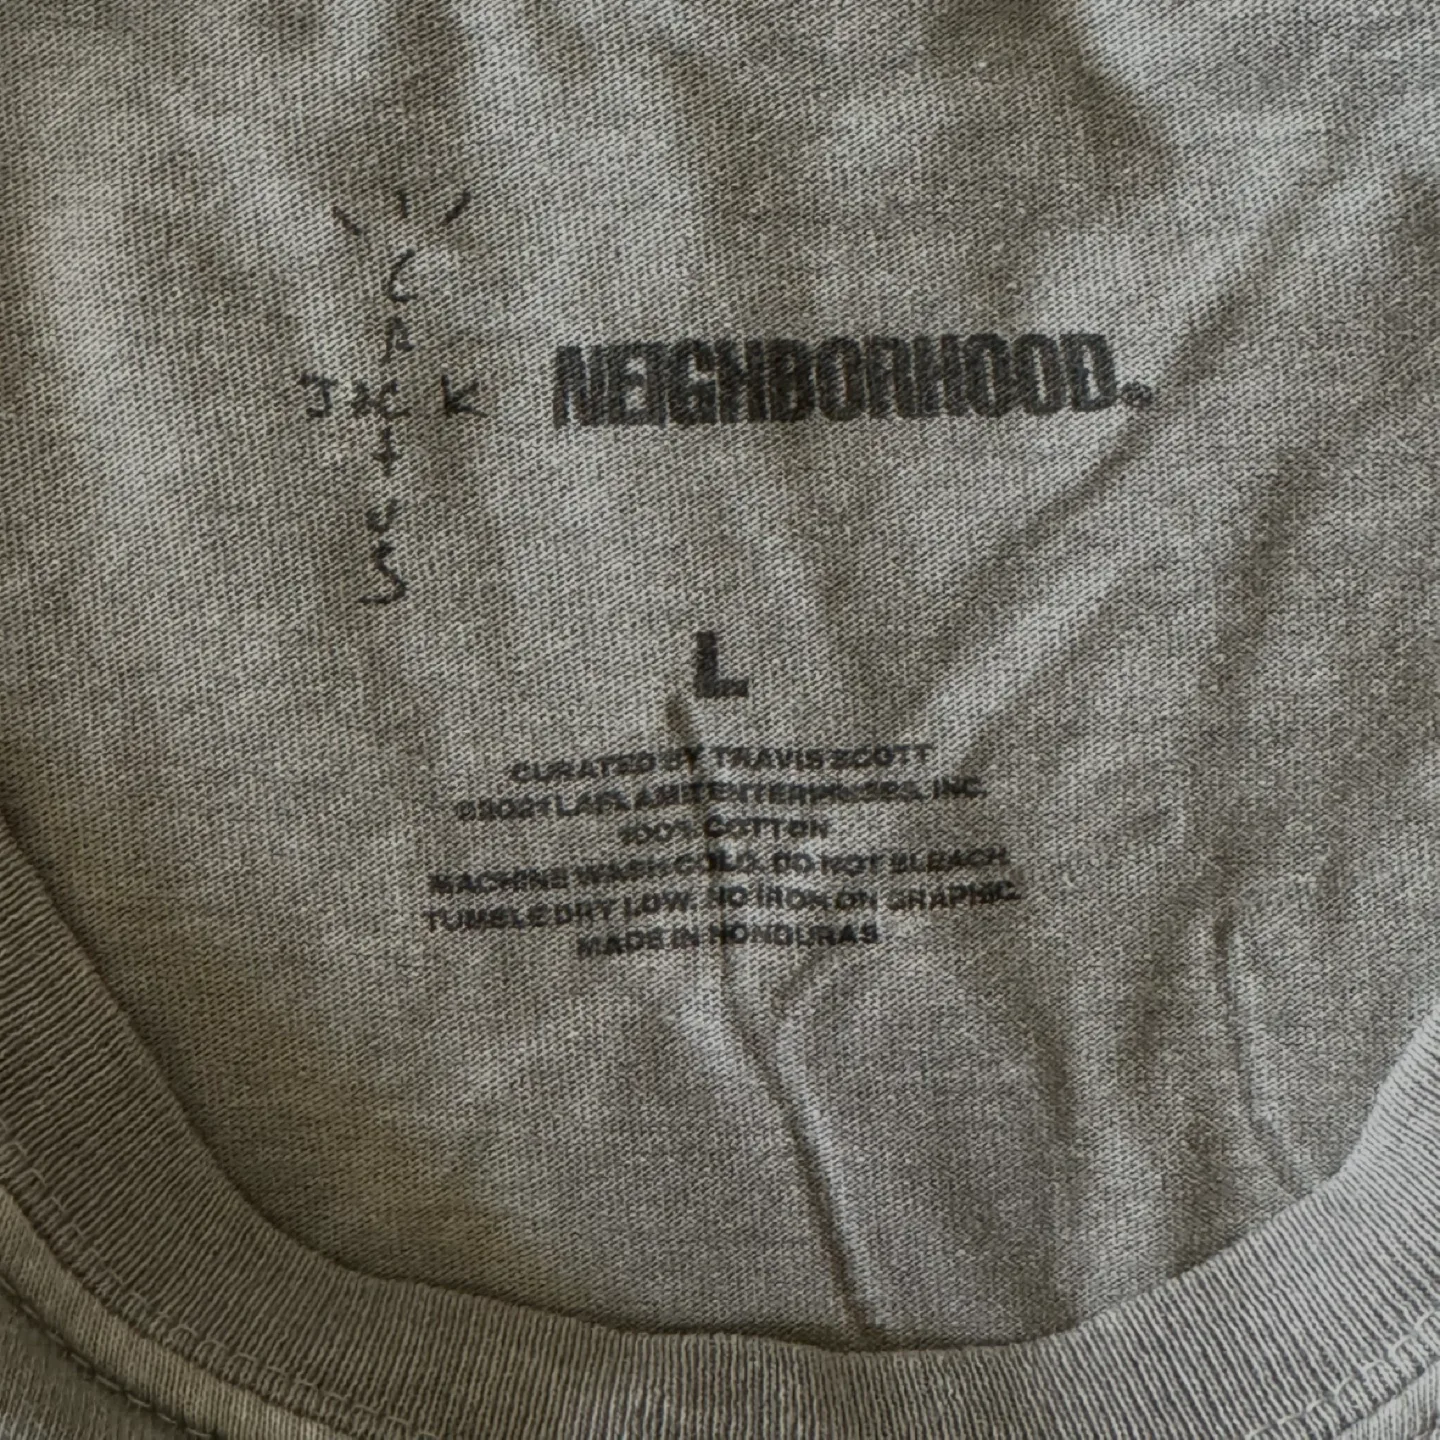 CACTUS
JACK
NEIGHBORHOOD®
L
CURATED BY TRAVIS SCOTT
©2021 LAFLAME ENTERPRISES, INC.
100% COTTON
MACHINE WASH COLD. DO NOT BLEACH.
TUMBLE DRY LOW. NO IRON ON GRAPHIC.
MADE IN HONDURAS